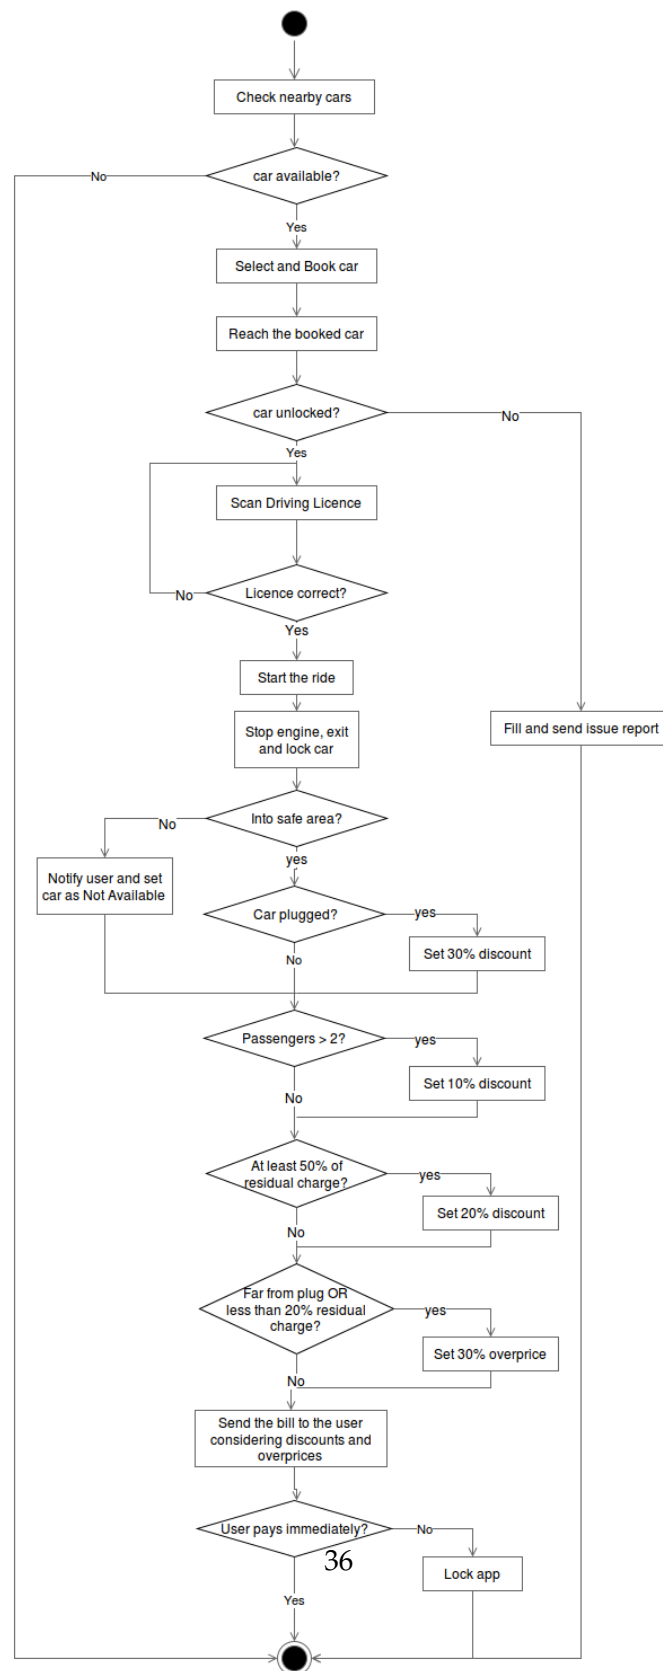 Check nearby cars
No
car available?
Yes
Select and Book car
Reach the booked car
car unlocked?
No
Yes
Scan Driving Licence
No
Licence correct?
Yes
Start the ride
Stop engine, exit
and lock car
Fill and send issue report
No
Into safe area?
yes
Notify user and set
car as Not Available
Car plugged?
yes
Set 30% discount
No
Passengers > 2?
yes
Set 10% discount
No
At least 50% of
residual charge?
yes
Set 20% discount
No
Far from plug OR
less than 20% residual
charge?
yes
Set 30% overprice
No
Send the bill to the user
considering discounts and
overprices
User pays immediately?
No
36
Lock app
Yes